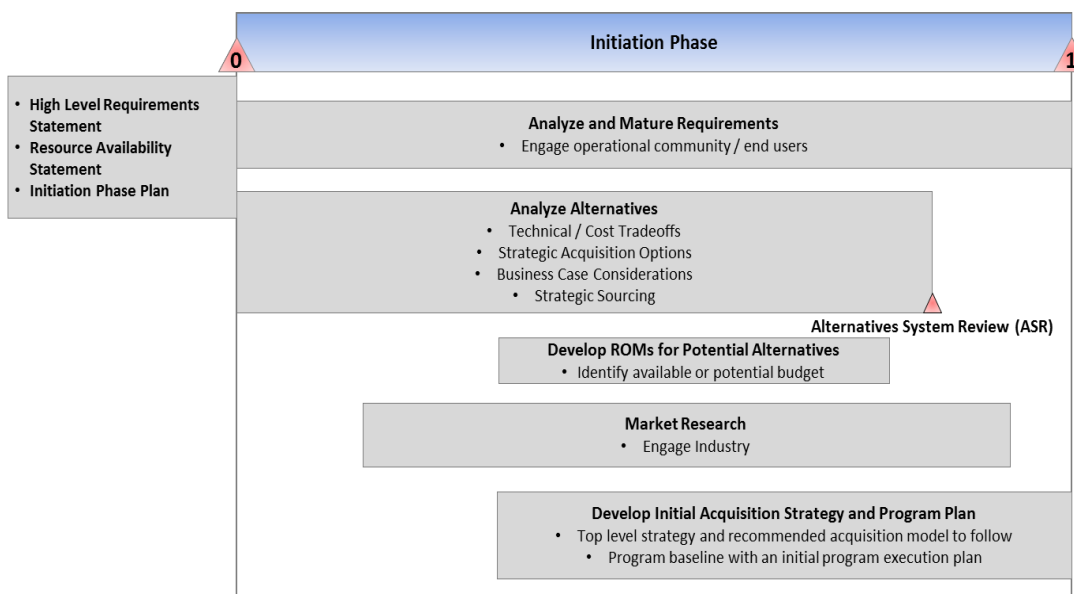 Initiation Phase
0
1
• High Level Requirements
Statement
• Resource Availability
Statement
• Initiation Phase Plan
Analyze and Mature Requirements
• Engage operational community / end users
Analyze Alternatives
• Technical / Cost Tradeoffs
• Strategic Acquisition Options
• Business Case Considerations
• Strategic Sourcing
Alternatives System Review (ASR)
Develop ROMs for Potential Alternatives
• Identify available or potential budget
Market Research
• Engage Industry
Develop Initial Acquisition Strategy and Program Plan
• Top level strategy and recommended acquisition model to follow
• Program baseline with an initial program execution plan